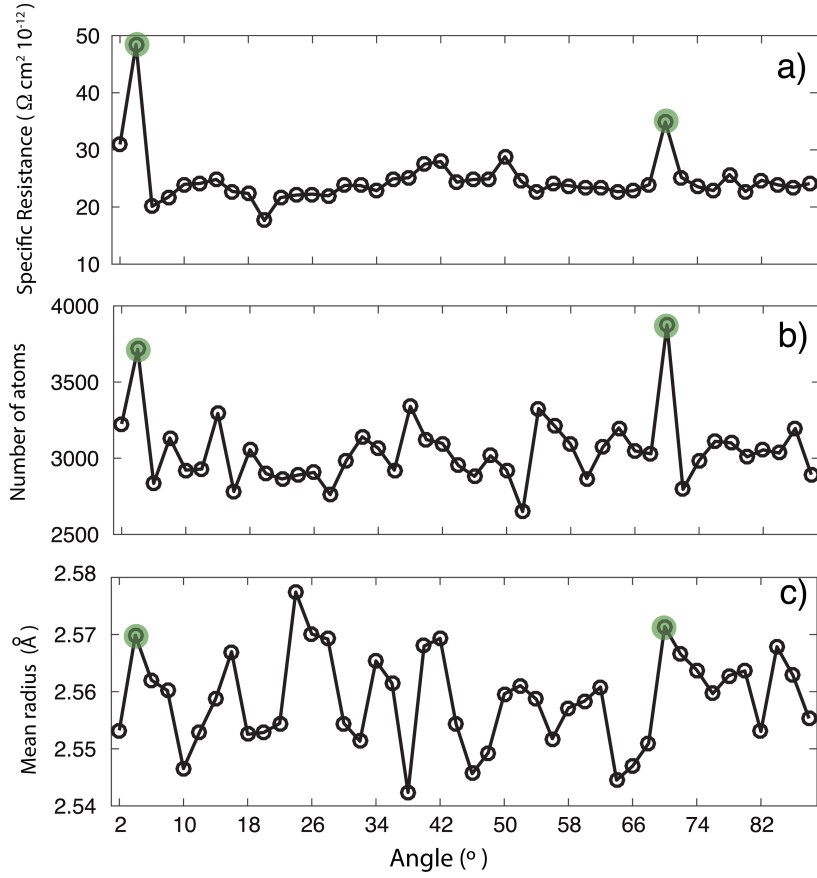 Specific Resistance ( Ω cm² 10⁻¹²)
50
40
30
20
10
a)
Number of atoms
4000
3500
3000
2500
b)
Mean radius (Å)
2.58
2.57
2.56
2.55
2.54
c)
2 10 18 26 34 42 50 58 66 74 82
Angle (º )